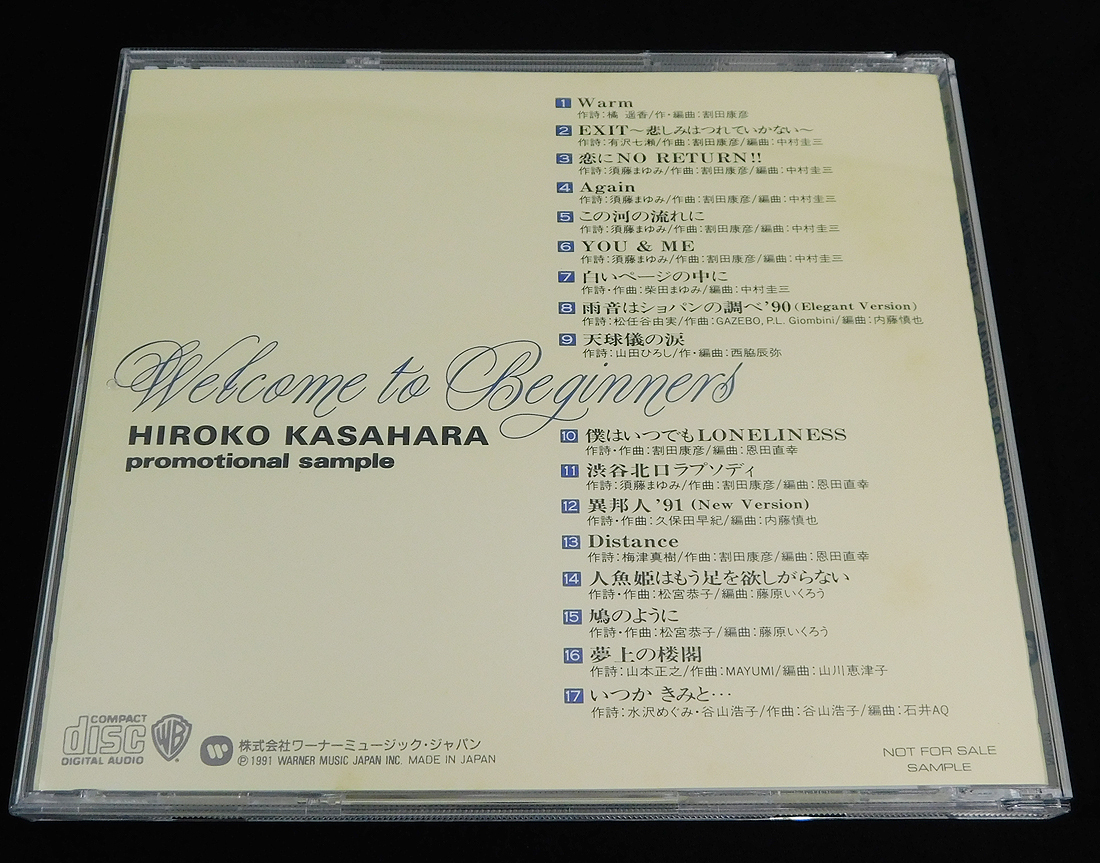 1 Warm
作詩:橘 遥香/作・編曲:割田康彦
2 EXIT〜悲しみはつれていかない〜
作詩:有沢七瀬/作曲:割田康彦/編曲:中村圭三
3 恋にNO RETURN!!
作詩:須藤まゆみ/作曲:割田康彦/編曲:中村圭三
4 Again
作詩:須藤まゆみ/作曲:割田康彦/編曲:中村圭三
5 この河の流れに
作詩:須藤まゆみ/作曲:割田康彦/編曲:中村圭三
6 YOU & ME
作詩:須藤まゆみ/作曲:割田康彦/編曲:中村圭三
7 白いページの中に
作詩・作曲:柴田まゆみ/編曲:中村圭三
8 雨音はショパンの調べ'90 (Elegant Version)
作詩:松任谷由実/作曲:GAZEBO, P.L. Giombini/編曲:内藤慎也
9 天球儀の涙
作詩:山田ひろし/作・編曲:西脇辰弥
Welcome to Beginners
HIROKO KASAHARA
promotional sample
10 僕はいつでもLONELINESS
作詩・作曲:割田康彦/編曲:恩田直幸
11 渋谷北口ラプソディ
作詩:須藤まゆみ/作曲:割田康彦/編曲:恩田直幸
12 異邦人'91 (New Version)
作詩・作曲:久保田早紀/編曲:内藤慎也
13 Distance
作詩:梅津真樹/作曲:割田康彦/編曲:恩田直幸
14 人魚姫はもう足を欲しがらない
作詩・作曲:松宮恭子/編曲:藤原いくろう
15 鳩のように
作詩・作曲:松宮恭子/編曲:藤原いくろう
16 夢上の楼閣
作詩:山本正之/作曲:MAYUMI/編曲:山川恵津子
17 いつか きみと…
作詩:水沢めぐみ・谷山浩子/作曲:谷山浩子/編曲:石井AQ
COMPACT
disc
DIGITAL AUDIO
WB
株式会社ワーナーミュージック・ジャパン
Ⓟ1991 WARNER MUSIC JAPAN INC. MADE IN JAPAN
NOT FOR SALE
SAMPLE